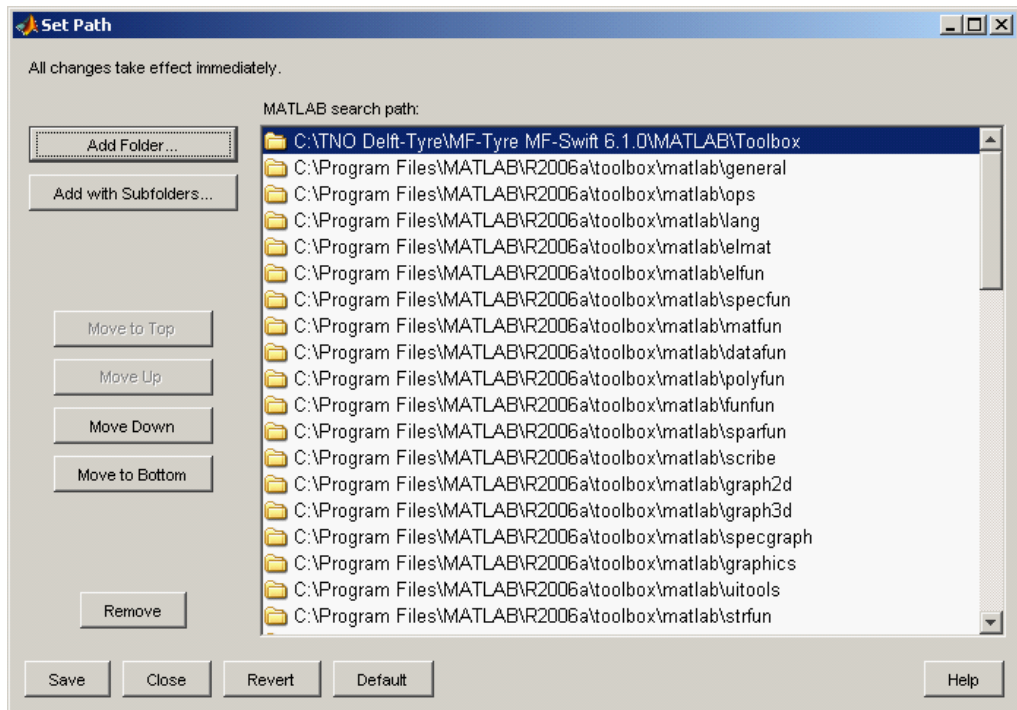 Set Path
All changes take effect immediately.
MATLAB search path:
Add Folder...
Add with Subfolders...
Move to Top
Move Up
Move Down
Move to Bottom
Remove
C:\TNO Delft-Tyre\MF-Tyre MF-Swift 6.1.0\MATLAB\Toolbox
C:\Program Files\MATLAB\R2006a\toolbox\matlab\general
C:\Program Files\MATLAB\R2006a\toolbox\matlab\ops
C:\Program Files\MATLAB\R2006a\toolbox\matlab\lang
C:\Program Files\MATLAB\R2006a\toolbox\matlab\elmat
C:\Program Files\MATLAB\R2006a\toolbox\matlab\elfun
C:\Program Files\MATLAB\R2006a\toolbox\matlab\specfun
C:\Program Files\MATLAB\R2006a\toolbox\matlab\matfun
C:\Program Files\MATLAB\R2006a\toolbox\matlab\datafun
C:\Program Files\MATLAB\R2006a\toolbox\matlab\polyfun
C:\Program Files\MATLAB\R2006a\toolbox\matlab\funfun
C:\Program Files\MATLAB\R2006a\toolbox\matlab\sparfun
C:\Program Files\MATLAB\R2006a\toolbox\matlab\scribe
C:\Program Files\MATLAB\R2006a\toolbox\matlab\graph2d
C:\Program Files\MATLAB\R2006a\toolbox\matlab\graph3d
C:\Program Files\MATLAB\R2006a\toolbox\matlab\specgraph
C:\Program Files\MATLAB\R2006a\toolbox\matlab\graphics
C:\Program Files\MATLAB\R2006a\toolbox\matlab\uitools
C:\Program Files\MATLAB\R2006a\toolbox\matlab\strfun
Save
Close
Revert
Default
Help